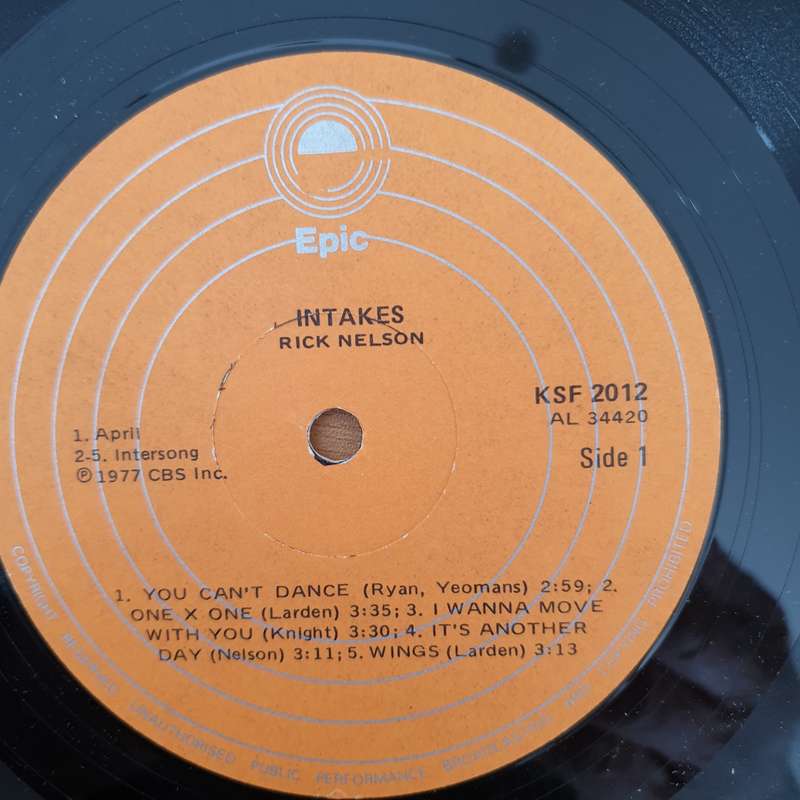 Epic
INTAKES
RICK NELSON
KSF 2012
AL 34420
Side 1
1. April
2-5. Intersong
Ⓟ 1977 CBS Inc.
1. YOU CAN'T DANCE (Ryan, Yeomans) 2:59; 2.
ONE X ONE (Larden) 3:35; 3. I WANNA MOVE
WITH YOU (Knight) 3:30; 4. IT'S ANOTHER
DAY (Nelson) 3:11; 5. WINGS (Larden) 3:13
COPYRIGHT RESERVED UNAUTHORISED PUBLIC PERFORMANCE BROADCASTING AND COPYING PROHIBITED